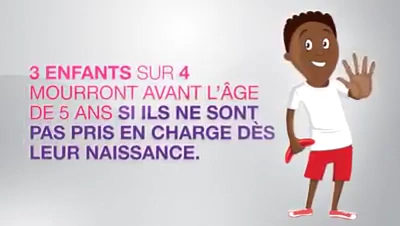 3 ENFANTS SUR 4
MOURRONT AVANT L'ÂGE
DE 5 ANS SI ILS NE SONT
PAS PRIS EN CHARGE DÈS
LEUR NAISSANCE.